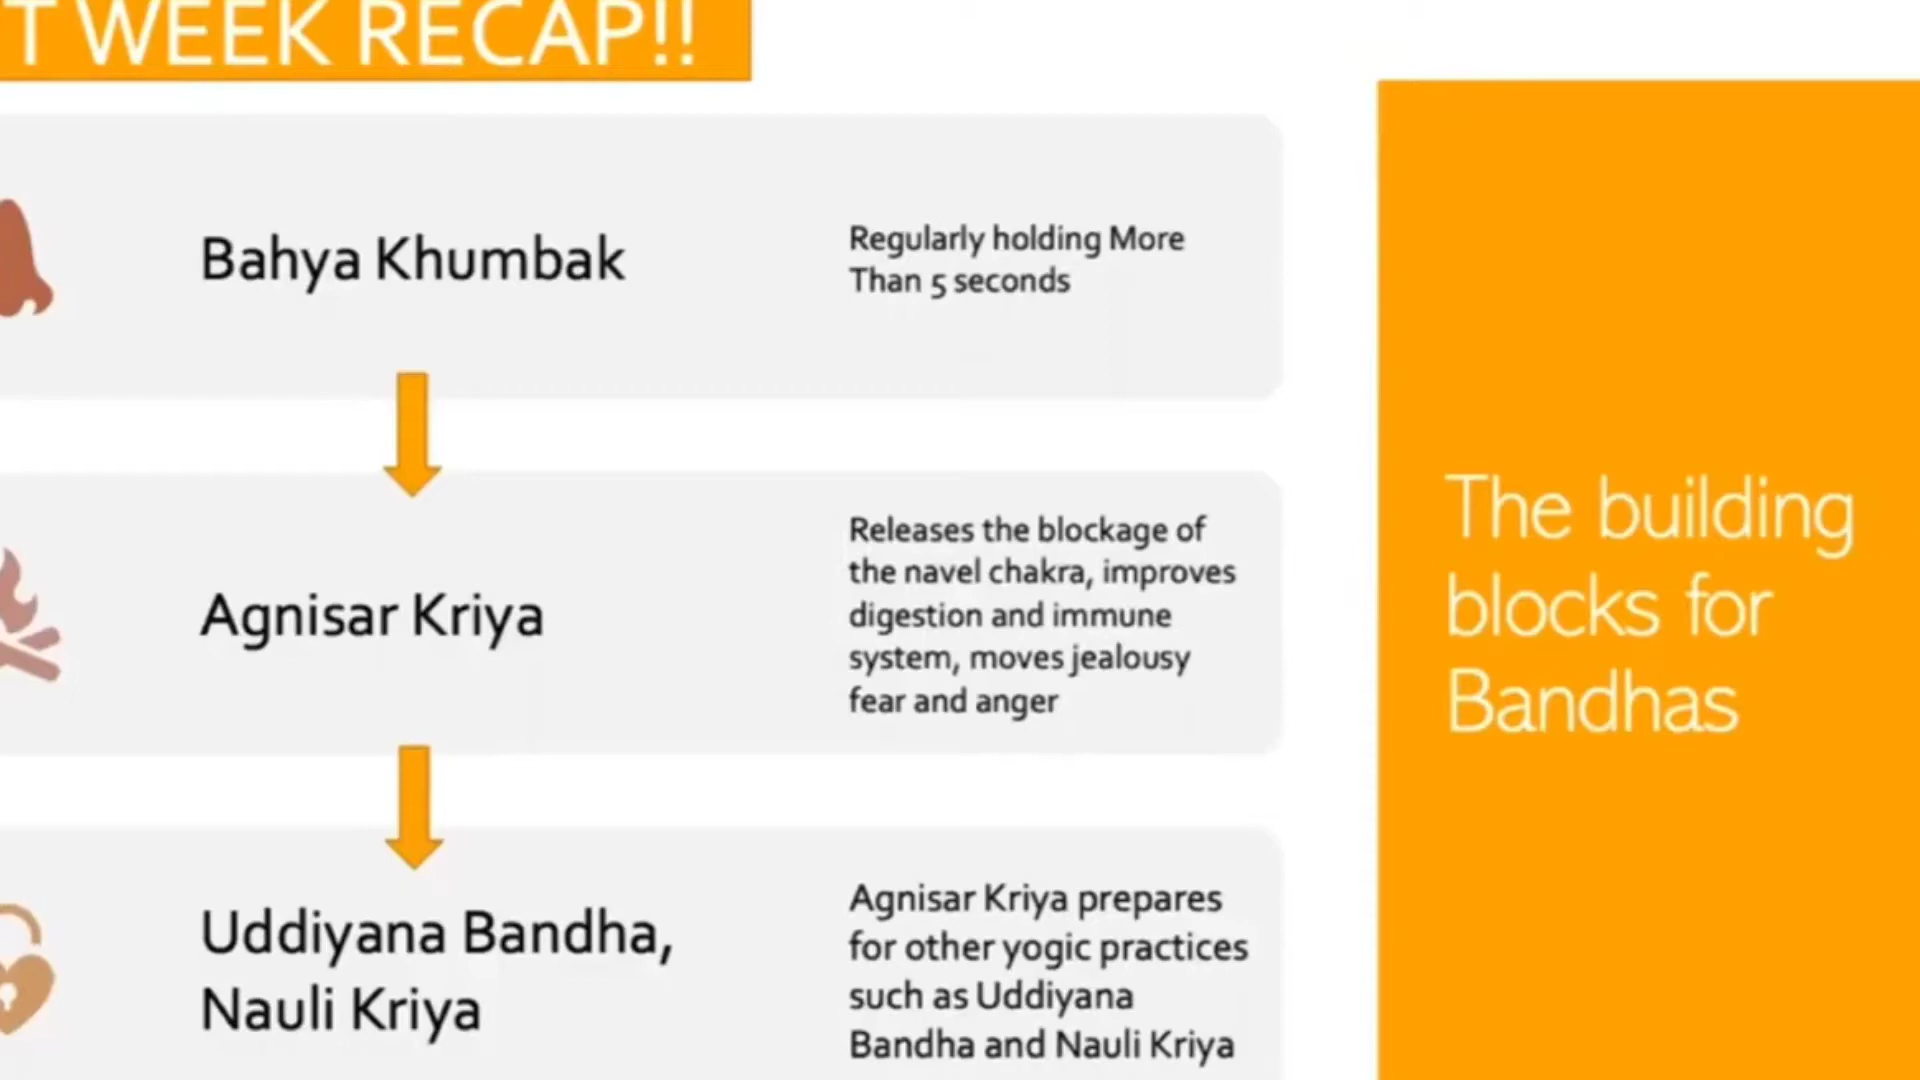 T WEEK RECAP!!
Bahya Khumbak
Regularly holding More
Than 5 seconds
Agnisar Kriya
Releases the blockage of
the navel chakra, improves
digestion and immune
system, moves jealousy
fear and anger
Uddiyana Bandha,
Nauli Kriya
Agnisar Kriya prepares
for other yogic practices
such as Uddiyana
Bandha and Nauli Kriya
The building
blocks for
Bandhas